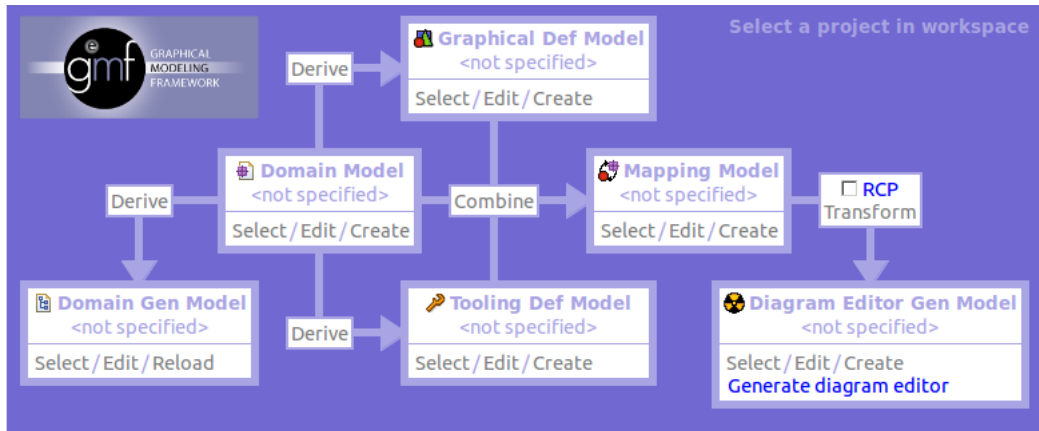 Select a project in workspace
e
gmf
GRAPHICAL
MODELING
FRAMEWORK
Graphical Def Model
<not specified>
Select/Edit/Create
Derive
Domain Model
<not specified>
Select/Edit/Create
Derive
Combine
Mapping Model
<not specified>
Select/Edit/Create
RCP
Transform
Domain Gen Model
<not specified>
Select/Edit/Reload
Derive
Tooling Def Model
<not specified>
Select/Edit/Create
Diagram Editor Gen Model
<not specified>
Select/Edit/Create
Generate diagram editor